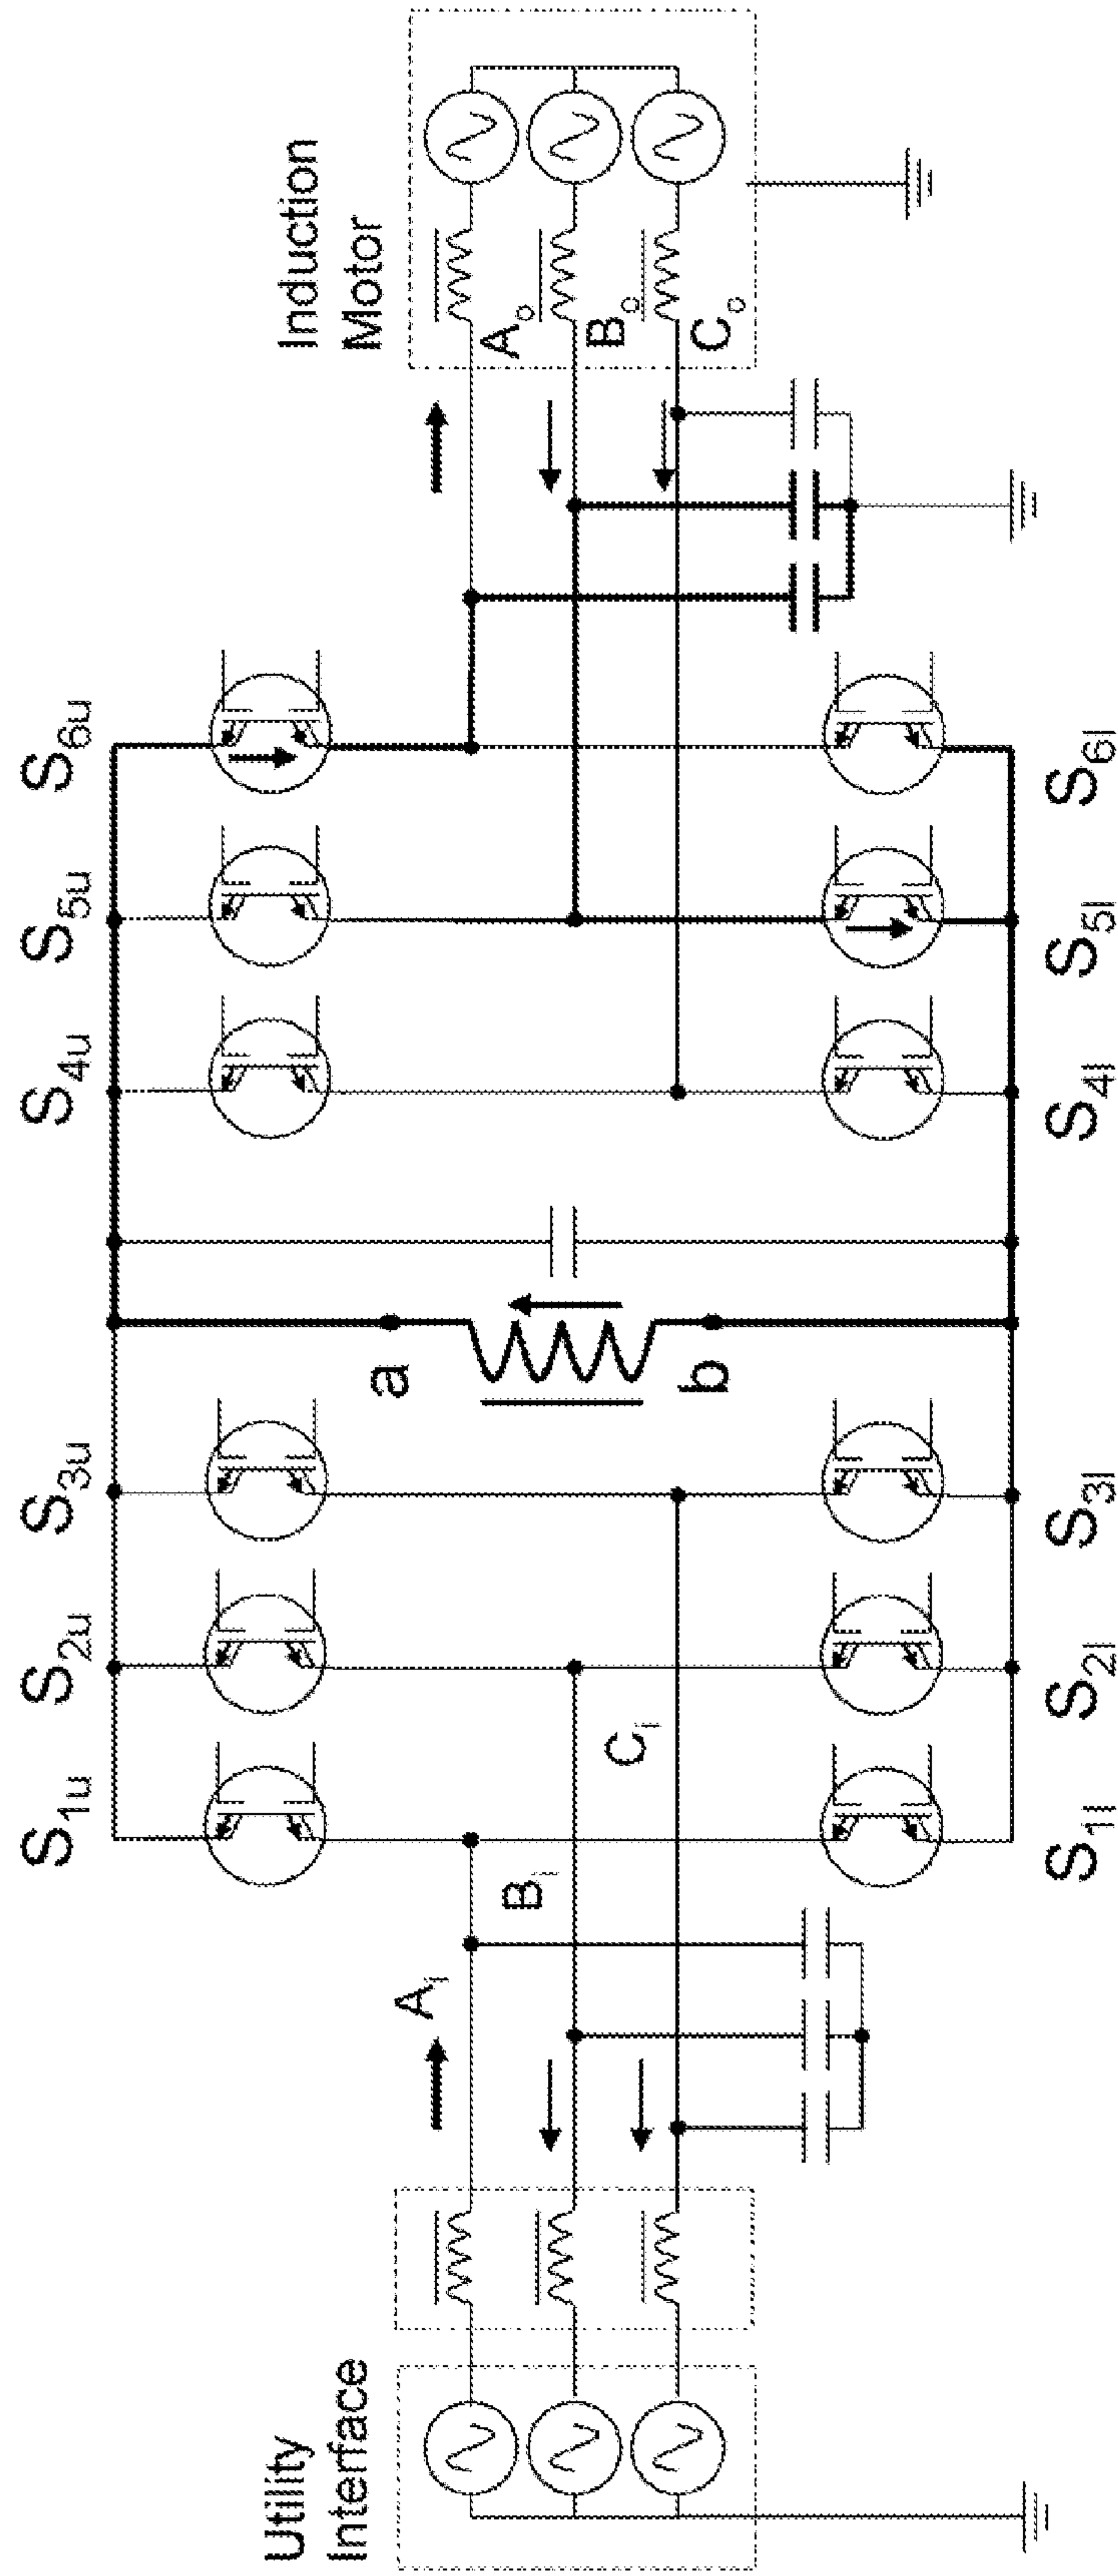 S1u
S2u
S3u
S4u
S5u
S6u
Utility
Interface
Induction
Motor
Ai
Bi
Ci
a
b
Ao
Bo
Co
S1l
S2l
S3l
S4l
S5l
S6l